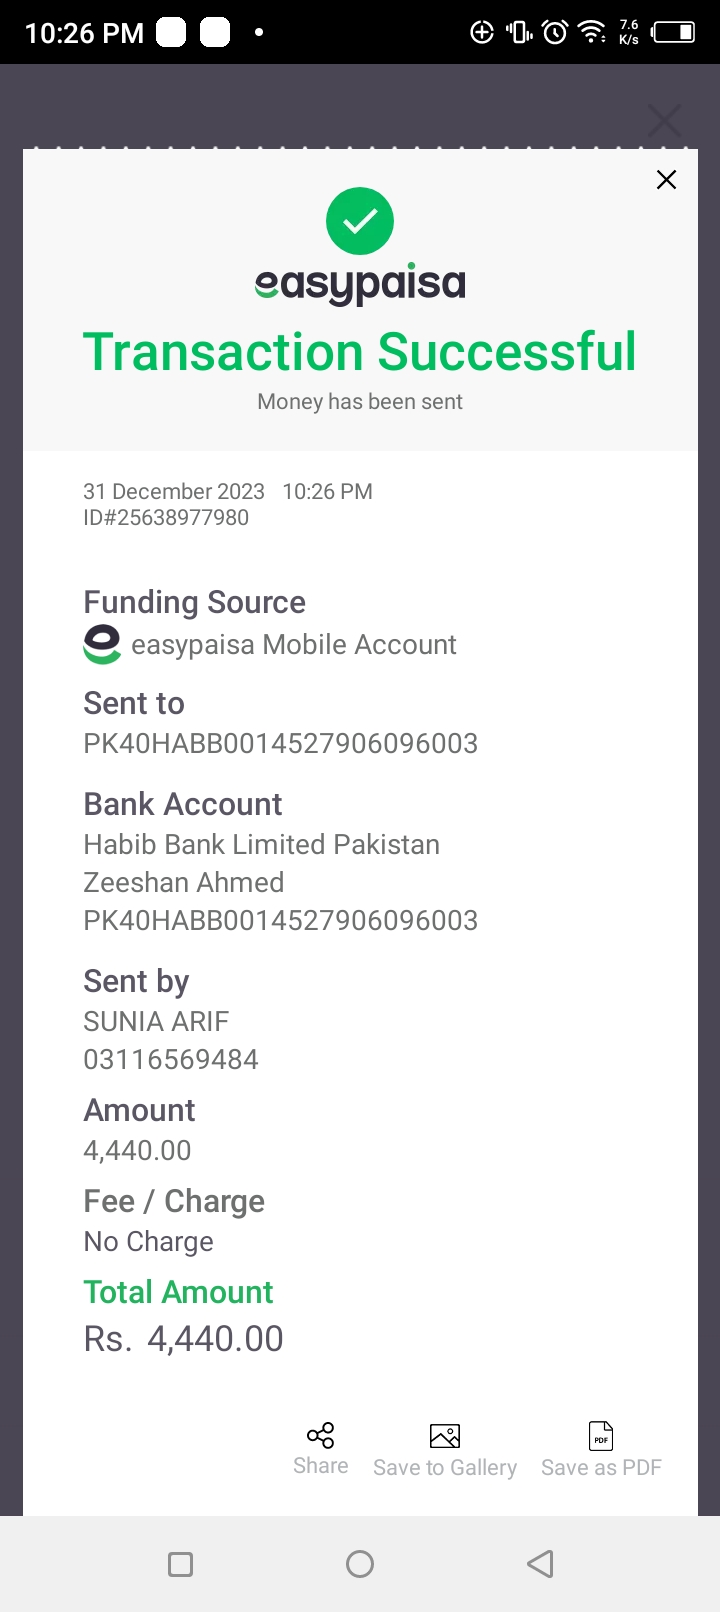 10:26 PM
7.6
K/s
easypaisa
Transaction Successful
Money has been sent
31 December 2023 10:26 PM
ID#25638977980
Funding Source
easypaisa Mobile Account
Sent to
PK40HABB0014527906096003
Bank Account
Habib Bank Limited Pakistan
Zeeshan Ahmed
PK40HABB0014527906096003
Sent by
SUNIA ARIF
03116569484
Amount
4,440.00
Fee / Charge
No Charge
Total Amount
Rs. 4,440.00
PDF
Share
Save to Gallery
Save as PDF